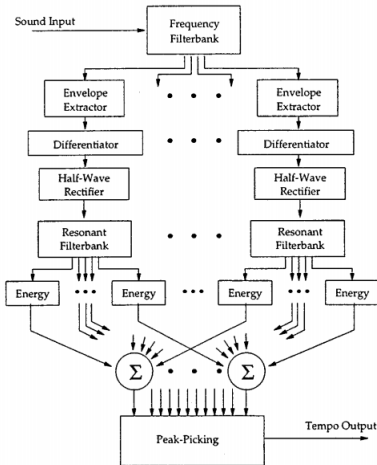 Sound Input
Frequency
Filterbank
Envelope
Extractor
Envelope
Extractor
Differentiator
Differentiator
Half-Wave
Rectifier
Half-Wave
Rectifier
Resonant
Filterbank
Resonant
Filterbank
Energy
Energy
Energy
Energy
Σ
Σ
Tempo Output
Peak-Picking